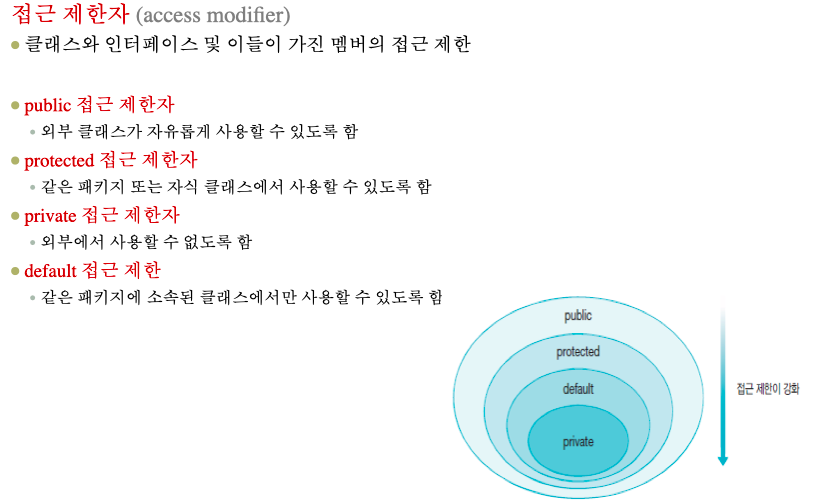 접근 제한자 (access modifier)
클래스와 인터페이스 및 이들이 가진 멤버의 접근 제한
public 접근 제한자
외부 클래스가 자유롭게 사용할 수 있도록 함
protected 접근 제한자
같은 패키지 또는 자식 클래스에서 사용할 수 있도록 함
private 접근 제한자
외부에서 사용할 수 없도록 함
default 접근 제한
같은 패키지에 소속된 클래스에서만 사용할 수 있도록 함
public
protected
default
private
접근 제한이 강화